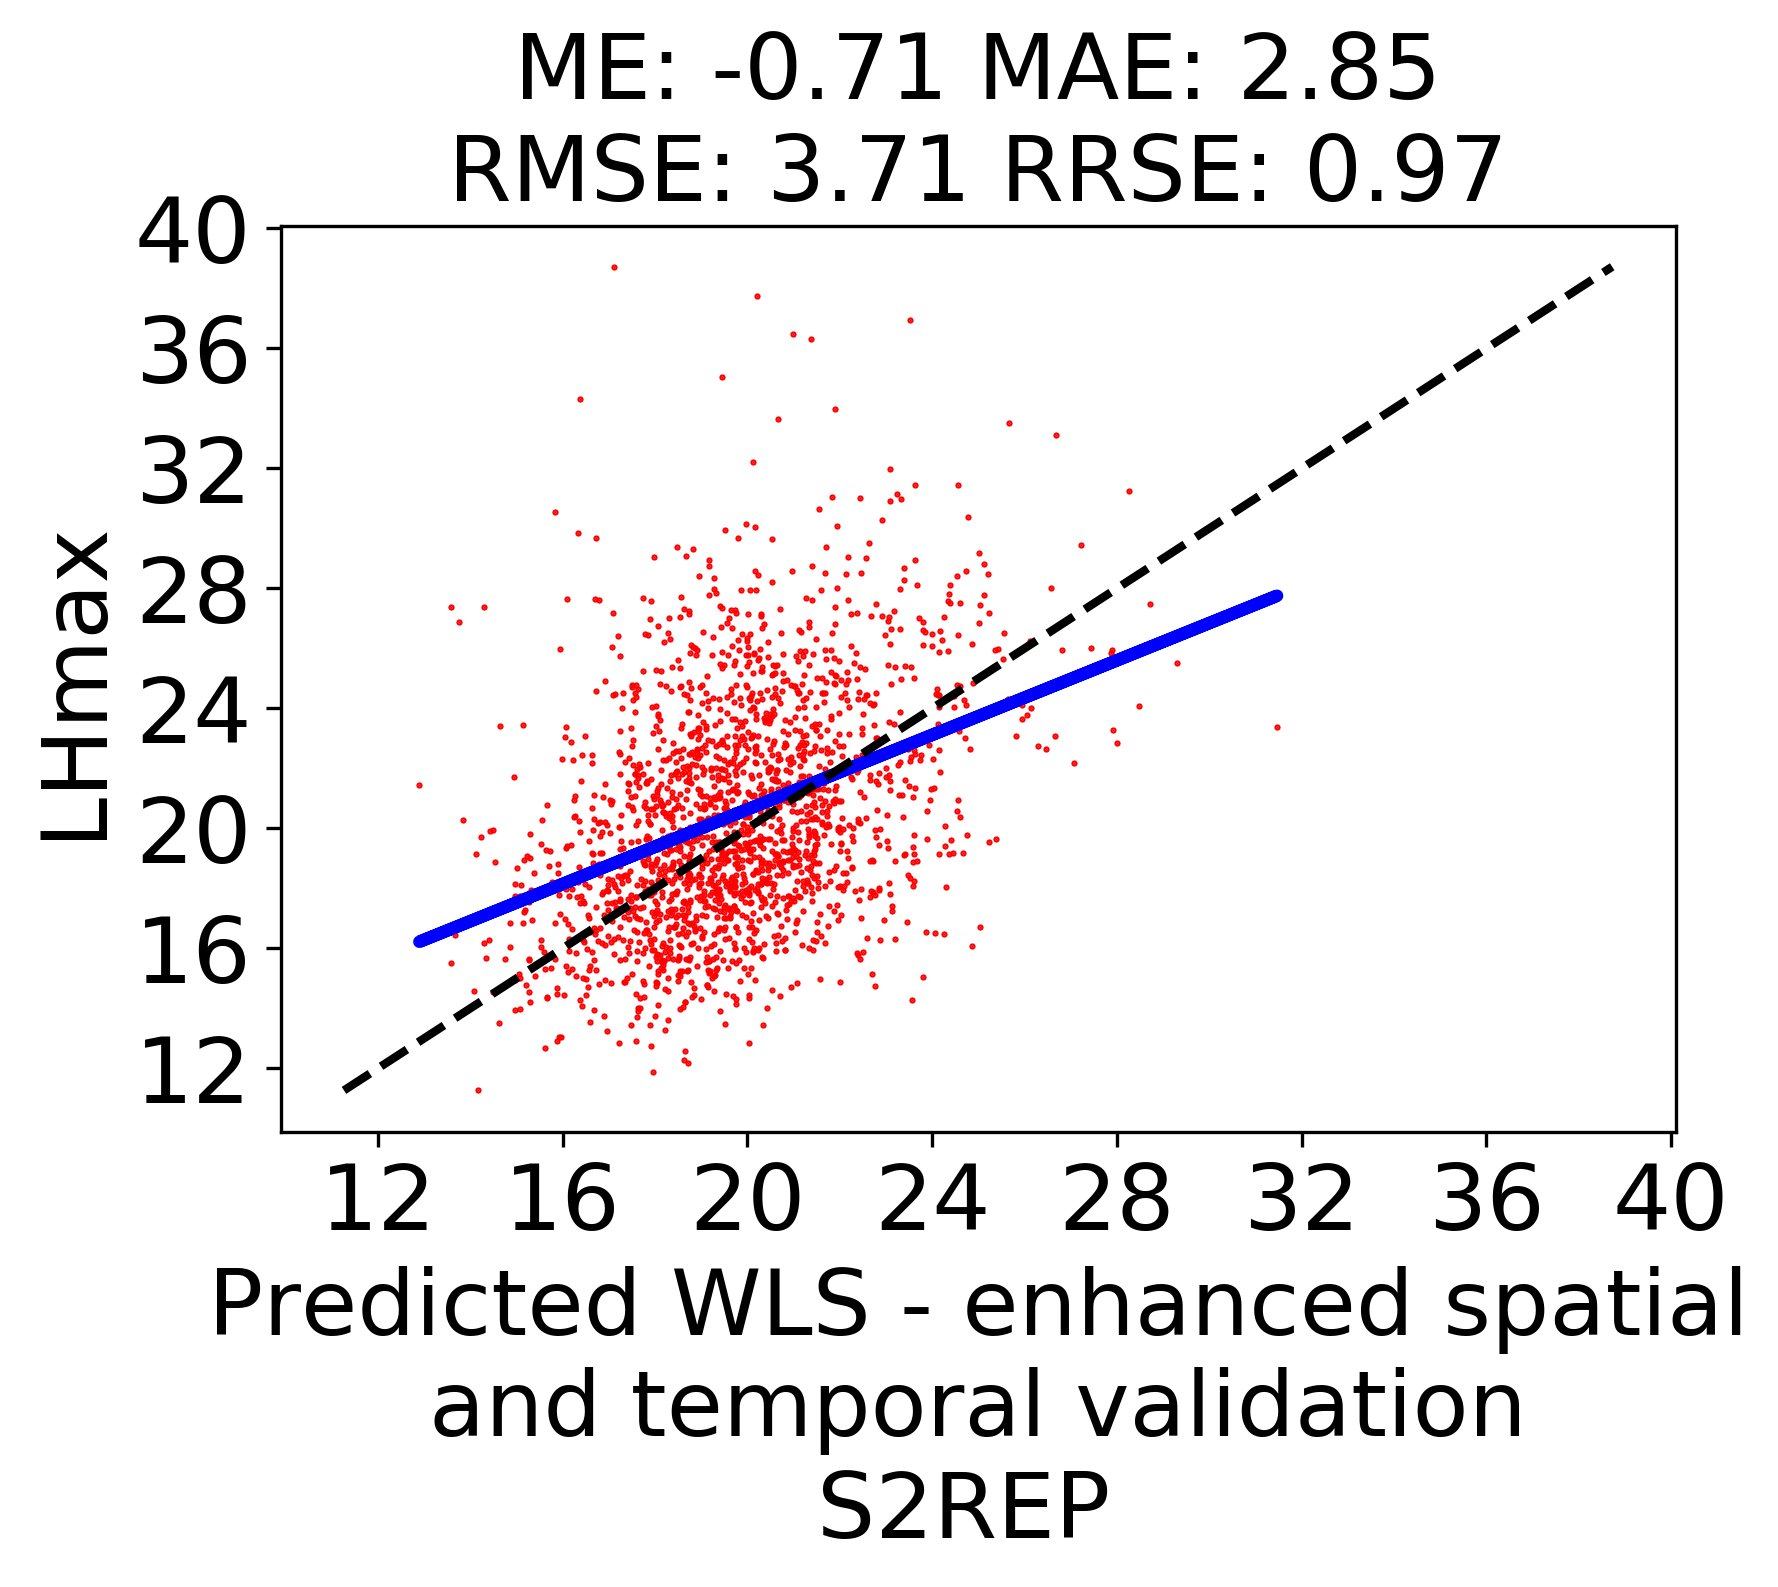 ME: -0.71 MAE: 2.85
RMSE: 3.71 RRSE: 0.97
40
36
32
28
24
20
16
12
LHmax
12 16 20 24 28 32 36 40
Predicted WLS - enhanced spatial
and temporal validation
S2REP